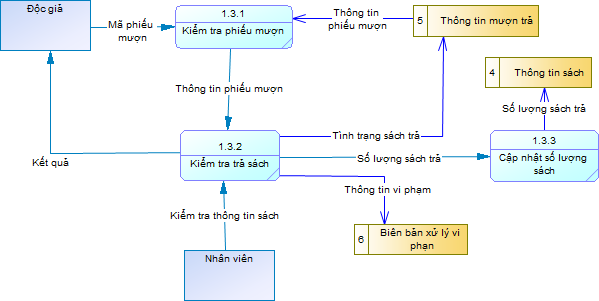 Độc giả
Mã phiếu
mượn
1.3.1
Kiểm tra phiếu mượn
Thông tin
phiếu mượn
5
Thông tin mượn trả
4
Thông tin sách
Thông tin phiếu mượn
Số lượng sách trả
1.3.2
Kiểm tra trả sách
Tình trạng sách trả
1.3.3
Cập nhật số lượng
sách
Kết quả
Số lượng sách trả
Thông tin vi phạm
Kiểm tra thông tin sách
6
Biên bản xử lý vi
phạn
Nhân viên